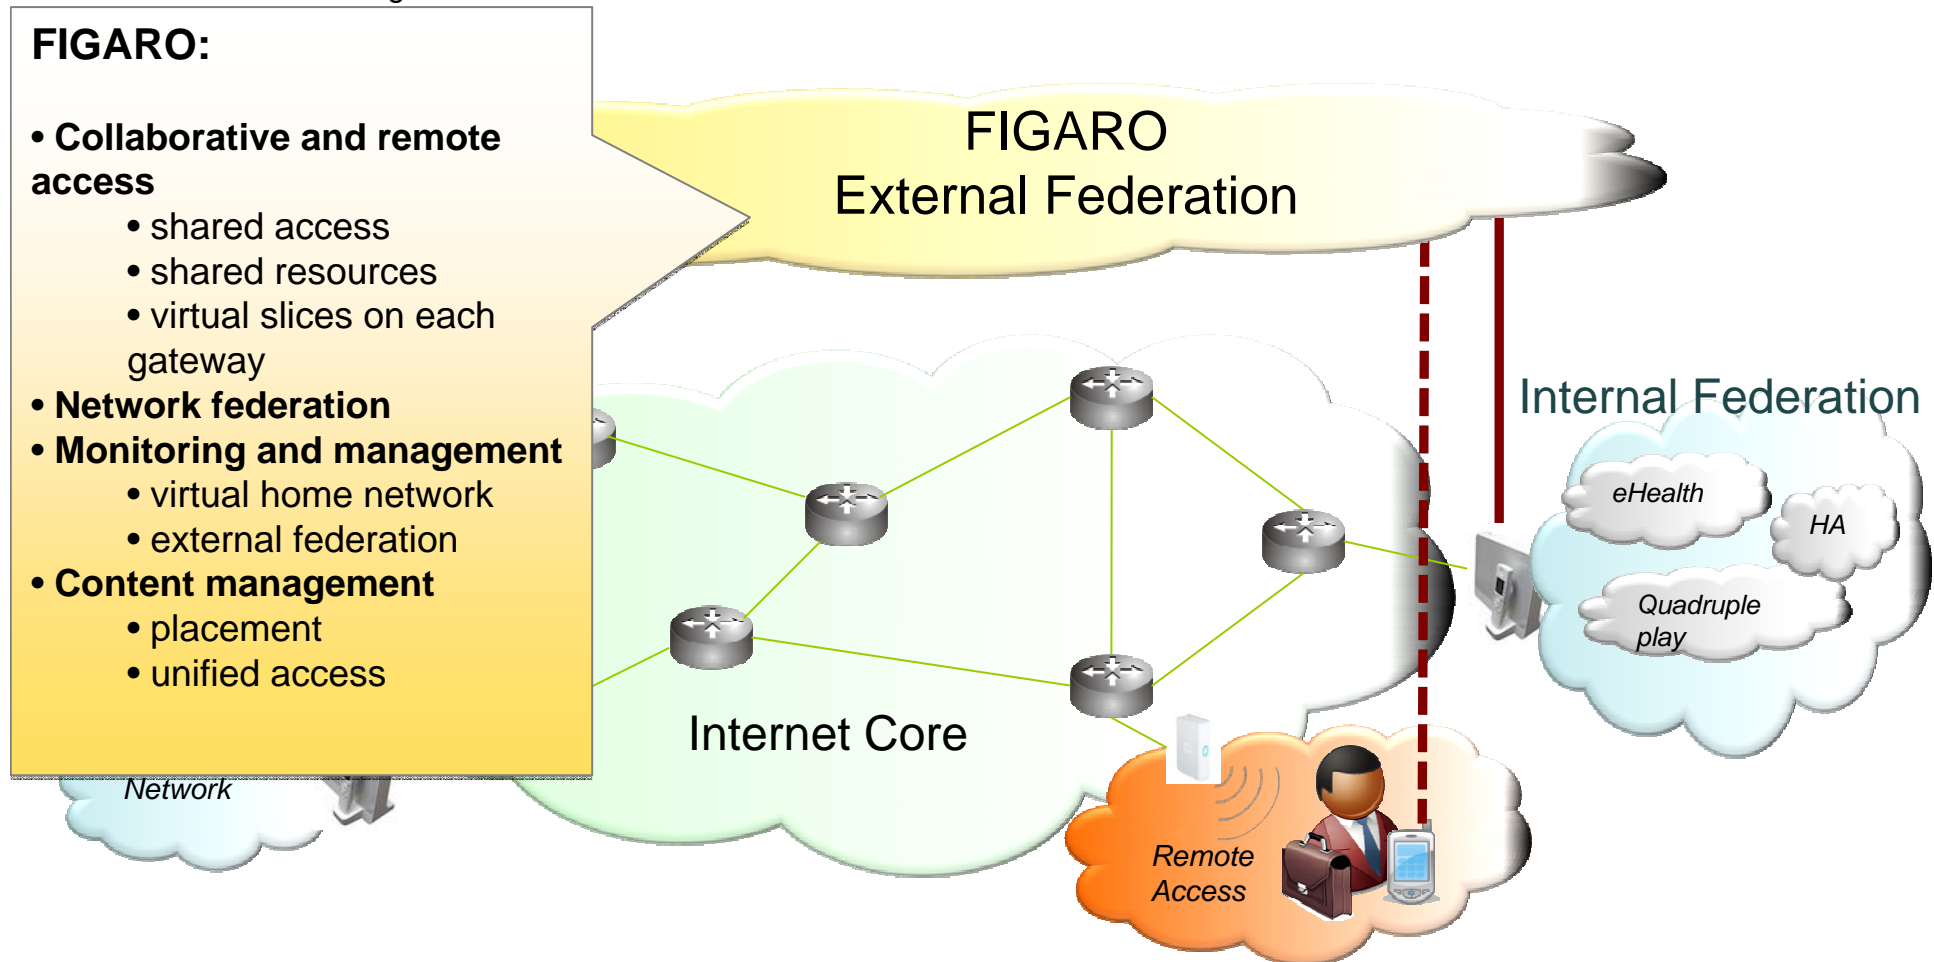 FIGARO:
• Collaborative and remote
access
• shared access
• shared resources
• virtual slices on each
gateway
• Network federation
• Monitoring and management
• virtual home network
• external federation
• Content management
• placement
• unified access
FIGARO
External Federation
Internal Federation
eHealth
HA
Quadruple
play
Internet Core
Network
Remote
Access